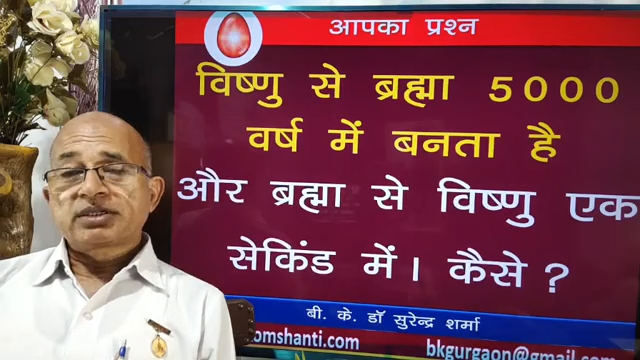 आपका प्रश्न
विष्णु से ब्रह्मा 5000
वर्ष में बनता है
और ब्रह्मा से विष्णु एक
सेकिंड में। कैसे ?
बी. के. डॉ सुरेन्द्र शर्मा
omshanti.com
bkgurgaon@gmail.com